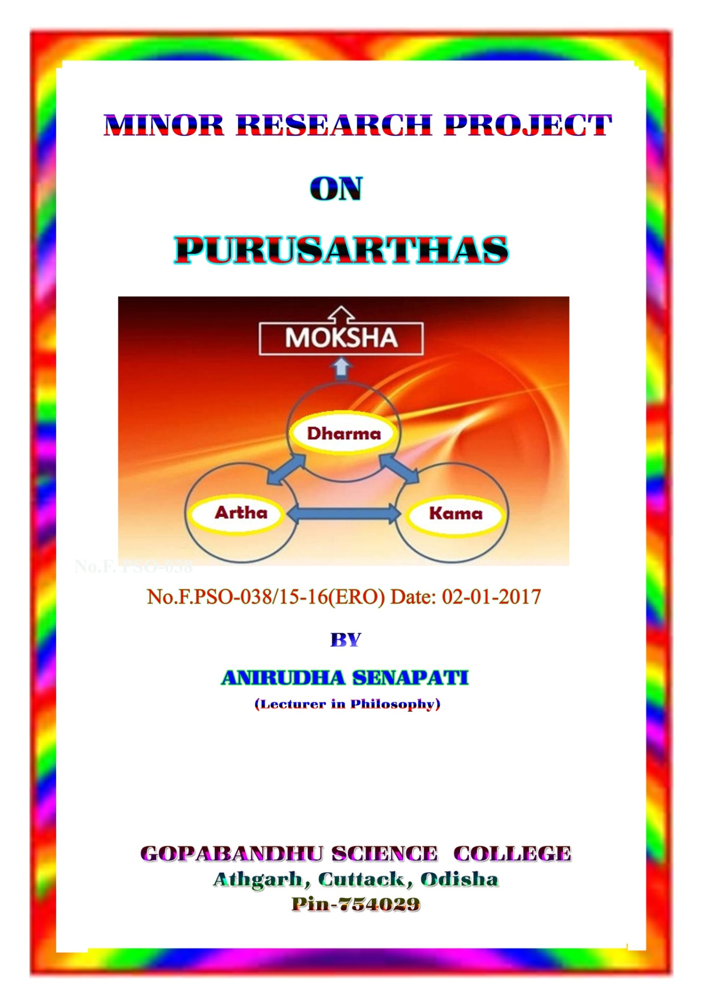 MINOR RESEARCH PROJECT
ON
PURUSARTHAS
MOKSHA
Dharma
Artha
Kama
No.F. PSO-038
No.F.PSO-038/15-16(ERO) Date: 02-01-2017
BY
ANIRUDHA SENAPATI
(Lecturer in Philosophy)
GOPABANDHU SCIENCE COLLEGE
Athgarh, Cuttack, Odisha
Pin-754029